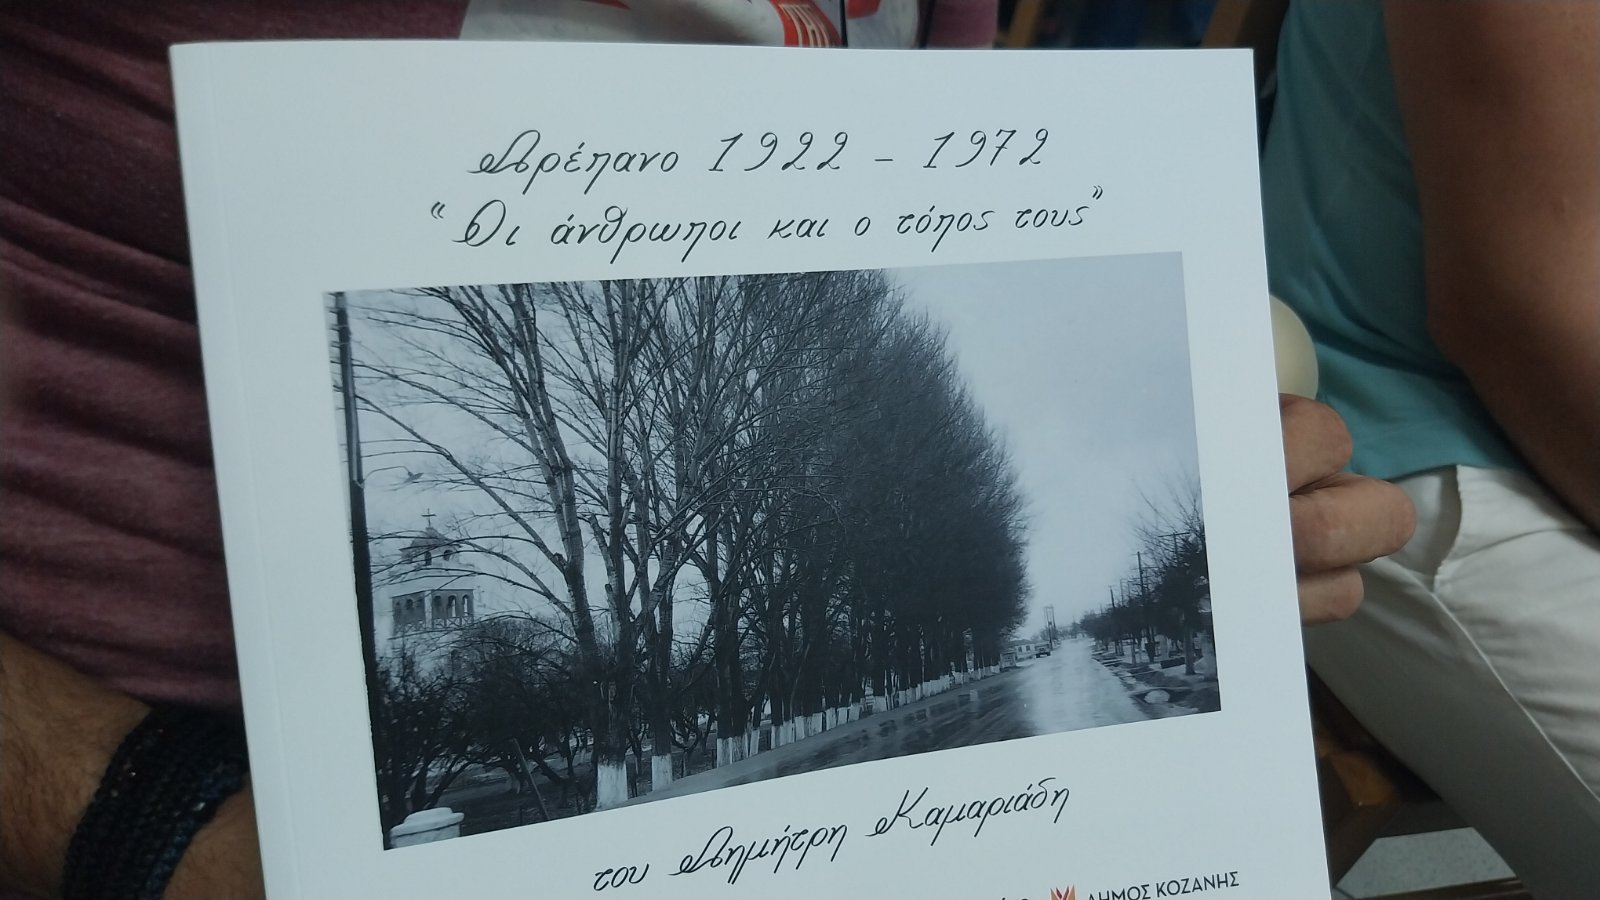 Δρέπανο 1922 - 1972
“Οι άνθρωποι και ο τόπος τους”
του Δημήτρη Καμαριάδη
ΔΗΜΟΣ ΚΟΖΑΝΗΣ